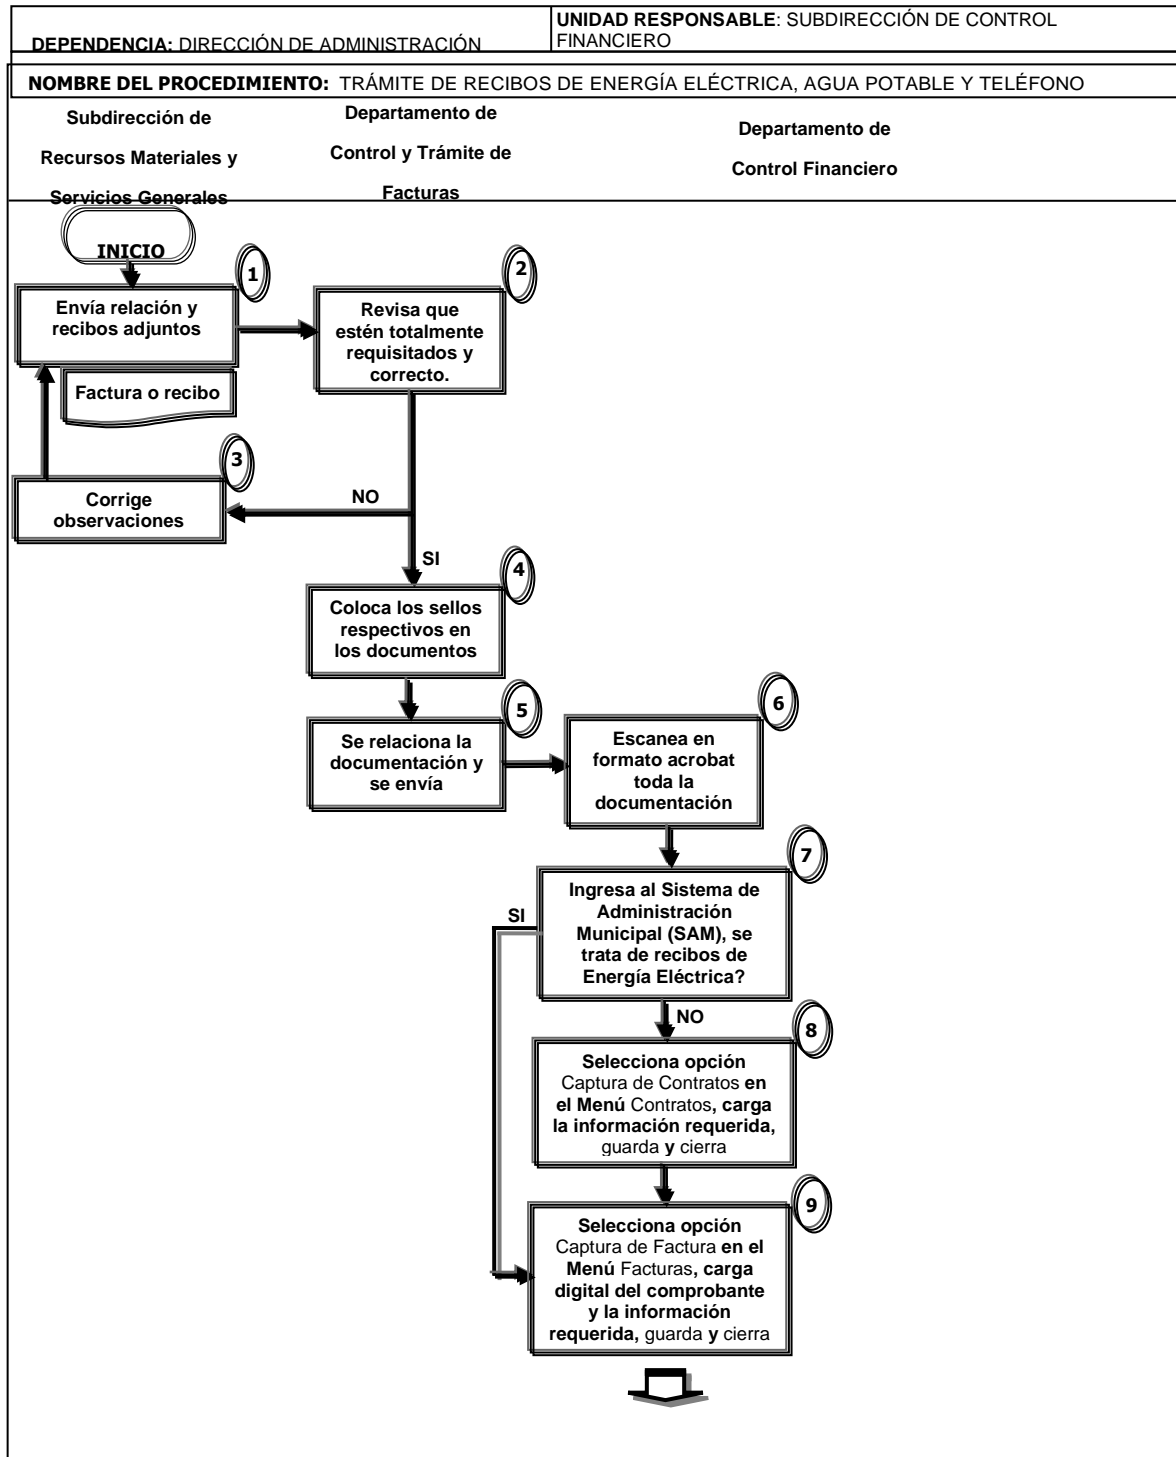 DEPENDENCIA: DIRECCIÓN DE ADMINISTRACIÓN
UNIDAD RESPONSABLE: SUBDIRECCIÓN DE CONTROL
FINANCIERO
NOMBRE DEL PROCEDIMIENTO: TRÁMITE DE RECIBOS DE ENERGÍA ELÉCTRICA, AGUA POTABLE Y TELÉFONO
Subdirección de
Recursos Materiales y
Servicios Generales
Departamento de
Control y Trámite de
Facturas
Departamento de
Control Financiero
INICIO
1
Envía relación y
recibos adjuntos
Factura o recibo
2
Revisa que
estén totalmente
requisitados y
correcto.
3
Corrige
observaciones
NO
SI
4
Coloca los sellos
respectivos en
los documentos
5
Se relaciona la
documentación y
se envía
6
Escanea en
formato acrobat
toda la
documentación
7
Ingresa al Sistema de
Administración
Municipal (SAM), se
trata de recibos de
Energía Eléctrica?
SI
NO
8
Selecciona opción
Captura de Contratos en
el Menú Contratos, carga
la información requerida,
guarda y cierra
9
Selecciona opción
Captura de Factura en el
Menú Facturas, carga
digital del comprobante
y la información
requerida, guarda y cierra